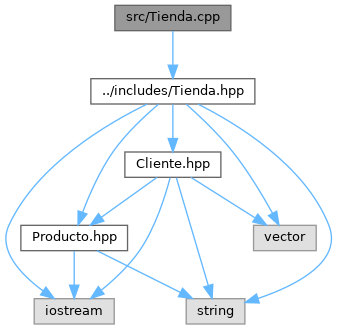 src/Tienda.cpp
../includes/Tienda.hpp
Cliente.hpp
Producto.hpp
vector
iostream
string